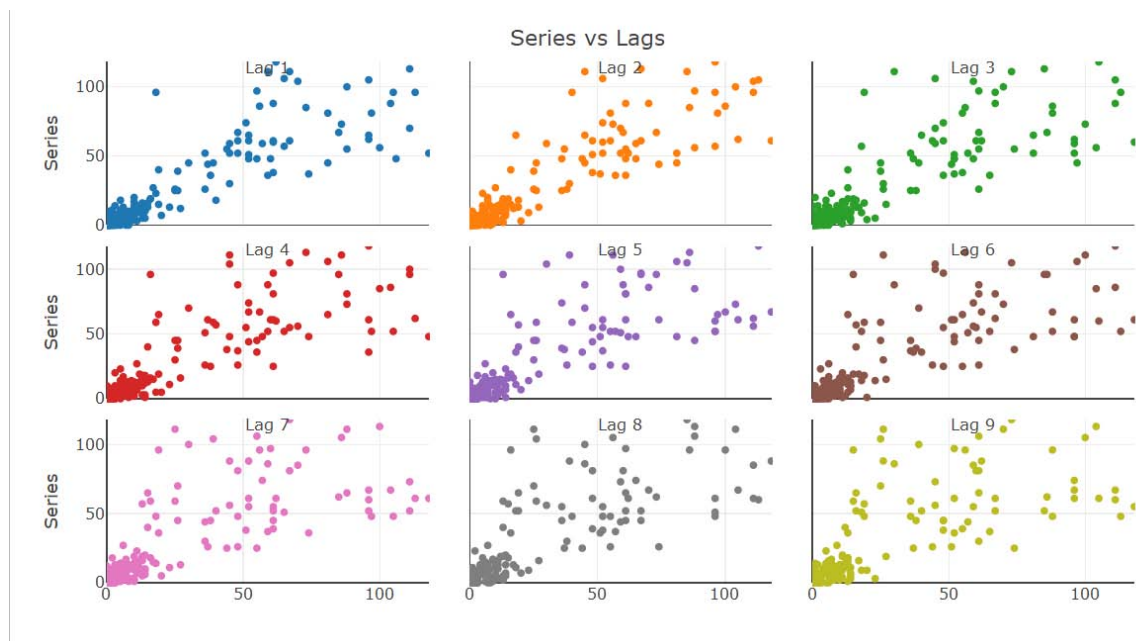 Series vs Lags
Lag 1
Lag 2
Lag 3
100
50
0
Series
Lag 4
Lag 5
Lag 6
100
50
0
Series
Lag 7
Lag 8
Lag 9
100
50
0
Series
0 50 100 0 50 100 0 50 100